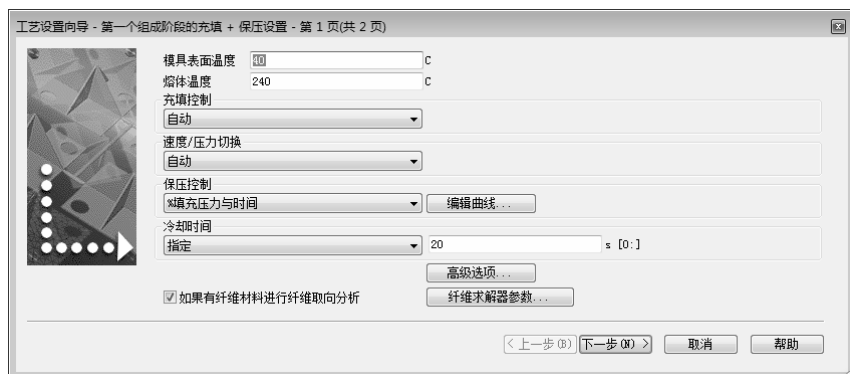 工艺设置向导 - 第一个组成阶段的充填 + 保压设置 - 第 1 页(共 2 页)
模具表面温度 40 C
熔体温度 240 C
充填控制
自动
速度/压力切换
自动
保压控制
%填充压力与时间 编辑曲线...
冷却时间
指定 20 s [0:]
高级选项...
如果有纤维材料进行纤维取向分析 纤维求解器参数...
< 上一步(B) 下一步(N) > 取消 帮助